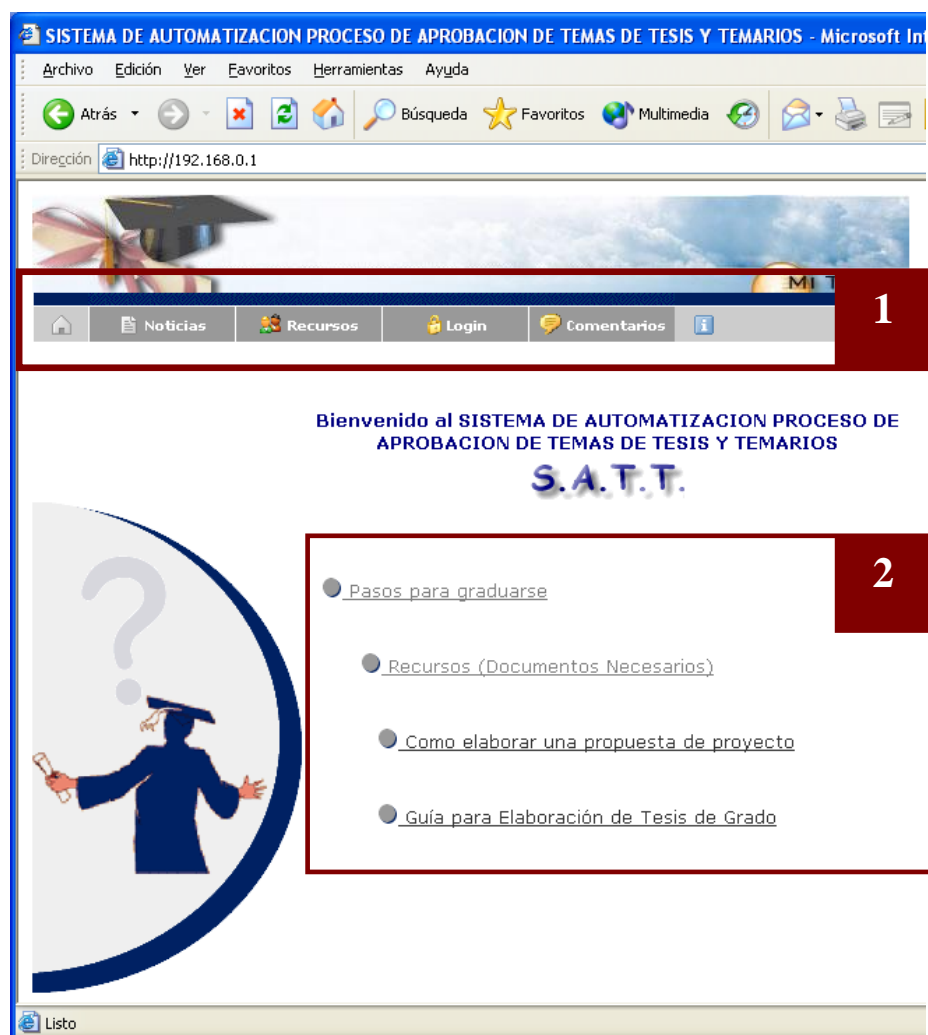 SISTEMA DE AUTOMATIZACION PROCESO DE APROBACION DE TEMAS DE TESIS Y TEMARIOS - Microsoft In
Archivo Edición Ver Favoritos Herramientas Ayuda
Atrás Búsqueda Favoritos Multimedia
Dirección http://192.168.0.1
MI T
1
Noticias Recursos Login Comentarios
Bienvenido al SISTEMA DE AUTOMATIZACION PROCESO DE
APROBACION DE TEMAS DE TESIS Y TEMARIOS
S.A.T.T.
2
Pasos para graduarse
Recursos (Documentos Necesarios)
Como elaborar una propuesta de proyecto
Guía para Elaboración de Tesis de Grado
?
Listo